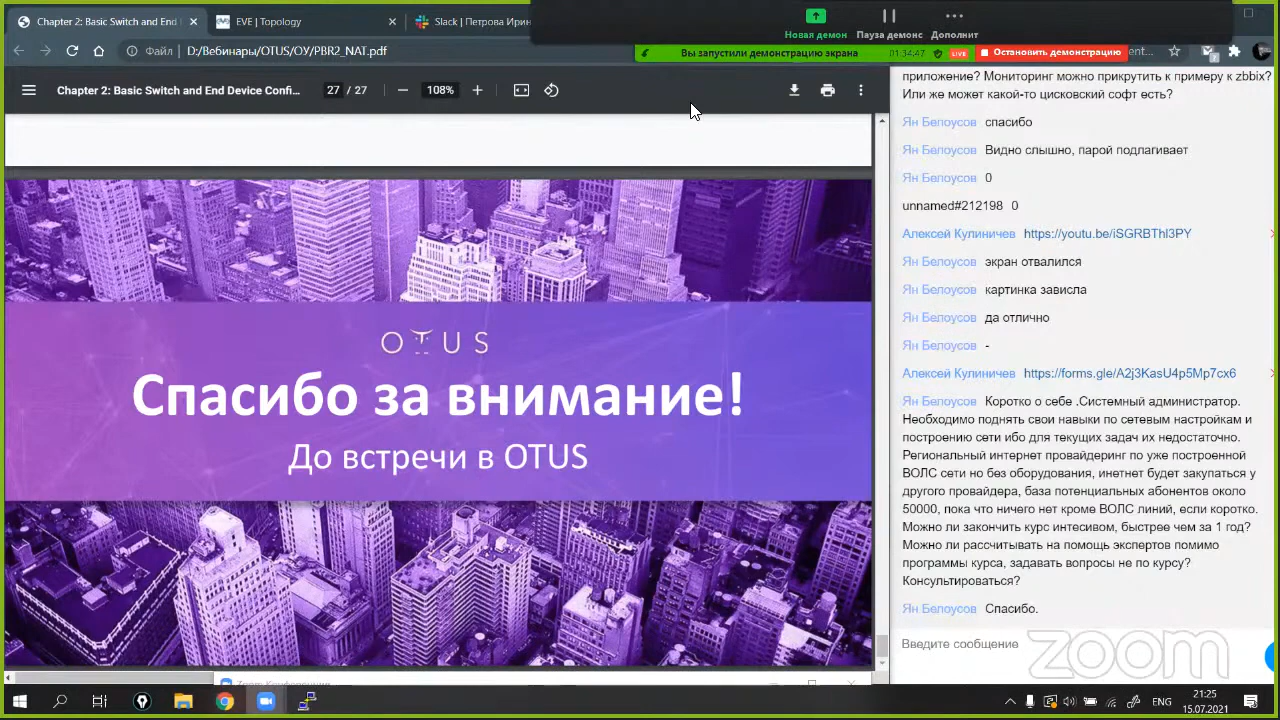 Chapter 2: Basic Switch and End
EVE | Topology
Slack | Петрова Ирин
Новая демон
Пауза демонс
Дополнит
Файл
D:/Вебинары/OTUS/ОУ/PBR2_NAT.pdf
Вы запустили демонстрацию экрана
01:34:47
LIVE
Остановить демонстрацию
ent...
Chapter 2: Basic Switch and End Device Confi...
27 / 27
108%
OTUS
Спасибо за внимание!
До встречи в OTUS
приложение? Мониторинг можно прикрутить к примеру к zbbix?
Или же может какой-то цисковский софт есть?
Ян Белоусов спасибо
Ян Белоусов Видно слышно, парой подлагивает
Ян Белоусов 0
unnamed#212198 0
Алексей Кулиничев https://youtu.be/iSGRBThl3PY
Ян Белоусов экран отвалился
Ян Белоусов картинка зависла
Ян Белоусов да отлично
Ян Белоусов -
Алексей Кулиничев https://forms.gle/A2j3KasU4p5Mp7cx6
Ян Белоусов Коротко о себе .Системный администратор.
Необходимо поднять свои навыки по сетевым настройкам и
построению сети ибо для текущих задач их недостаточно.
Региональный интернет провайдеринг по уже построенной
ВОЛС сети но без оборудования, инетнет будет закупаться у
другого провайдера, база потенциальных абонентов около
50000, пока что ничего нет кроме ВОЛС линий, если коротко.
Можно ли закончить курс интесивом, быстрее чем за 1 год?
Можно ли рассчитывать на помощь экспертов помимо
программы курса, задавать вопросы не по курсу?
Консультироваться?
Ян Белоусов Спасибо.
Введите сообщение
zoom
Zoom Конференция
ENG
21:25
15.07.2021